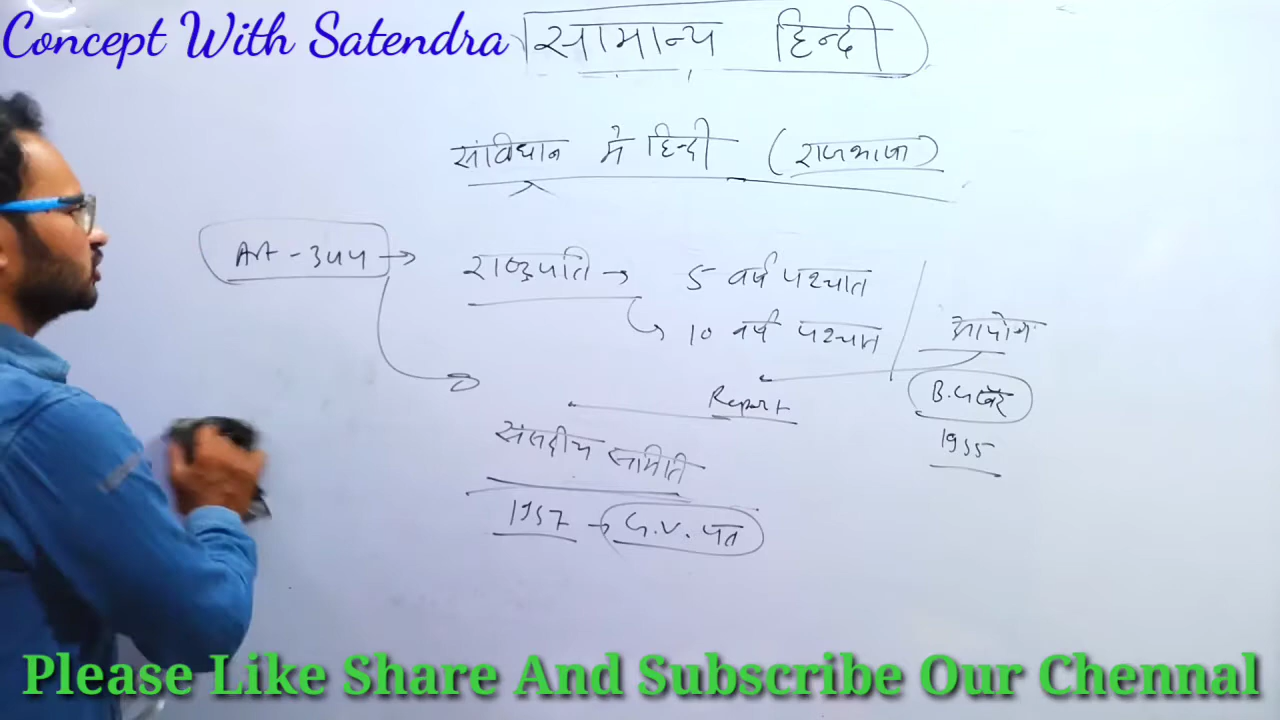 Concept With Satendra
सामान्य हिन्दी
संविधान में हिन्दी (राजभाषा)
Art - 344 →
राष्ट्रपति → 5 वर्ष पश्चात
10 वर्ष पश्चात
आयोग
Report
B.G खेर
1955
संसदीय समिति
1957 → G.V. पंत
Please Like Share And Subscribe Our Chennal